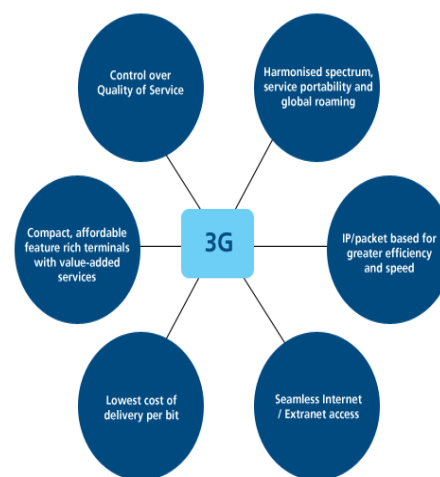 Control over
Quality of Service
Harmonised spectrum,
service portability and
global roaming
Compact, affordable
feature rich terminals
with value-added
services
3G
IP/packet based for
greater efficiency
and speed
Lowest cost of
delivery per bit
Seamless Internet
/ Extranet access